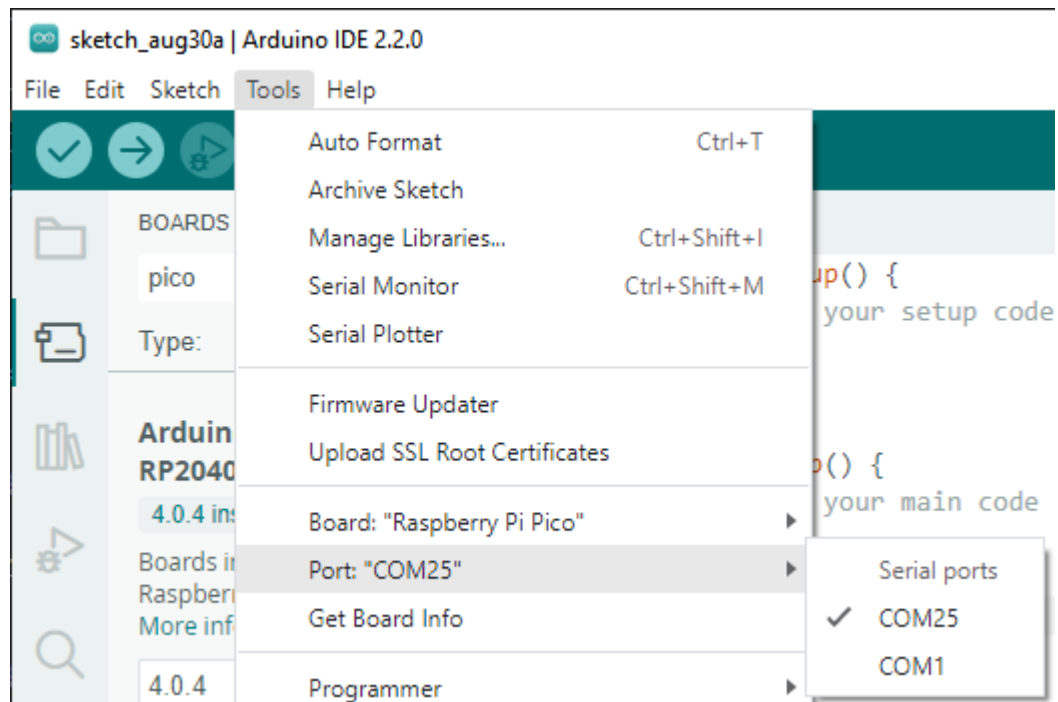 sketch_aug30a | Arduino IDE 2.2.0
File Edit Sketch Tools Help
Auto Format Ctrl+T
Archive Sketch
Manage Libraries... Ctrl+Shift+I
Serial Monitor Ctrl+Shift+M
Serial Plotter
Firmware Updater
Upload SSL Root Certificates
Board: "Raspberry Pi Pico"
Port: "COM25"
Get Board Info
Programmer
Serial ports
COM25
COM1
BOARDS
pico
Type:
Arduin
RP2040
4.0.4 ins
Boards in
Raspberr
More inf
4.0.4
up() {
your setup code
p() {
your main code